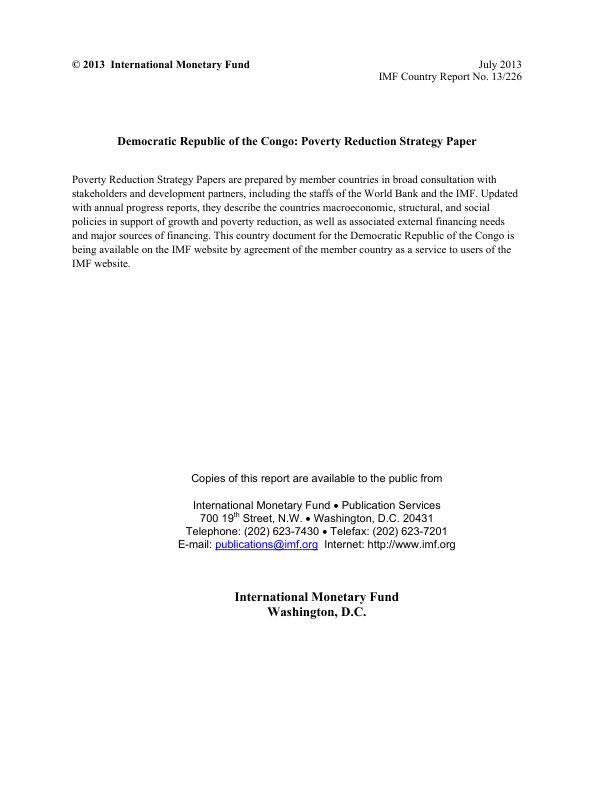 © 2013 International Monetary Fund
July 2013
IMF Country Report No. 13/226
Democratic Republic of the Congo: Poverty Reduction Strategy Paper
Poverty Reduction Strategy Papers are prepared by member countries in broad consultation with
stakeholders and development partners, including the staffs of the World Bank and the IMF. Updated
with annual progress reports, they describe the countries macroeconomic, structural, and social
policies in support of growth and poverty reduction, as well as associated external financing needs
and major sources of financing. This country document for the Democratic Republic of the Congo is
being available on the IMF website by agreement of the member country as a service to users of the
IMF website.
Copies of this report are available to the public from
International Monetary Fund • Publication Services
700 19th Street, N.W. • Washington, D.C. 20431
Telephone: (202) 623-7430 • Telefax: (202) 623-7201
E-mail: publications@imf.org Internet: http://www.imf.org
International Monetary Fund
Washington, D.C.